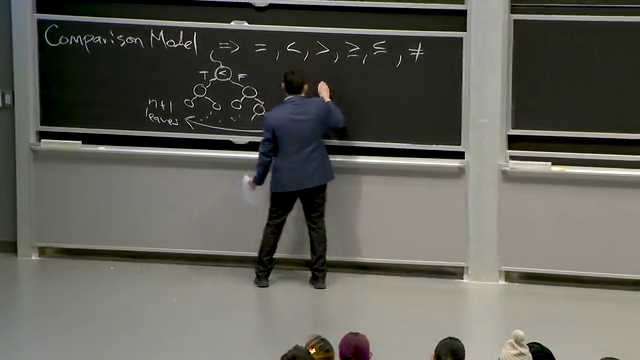 Comparison Model => =, <, >, ≥, ≤, ≠
T < F
n+1
leaves